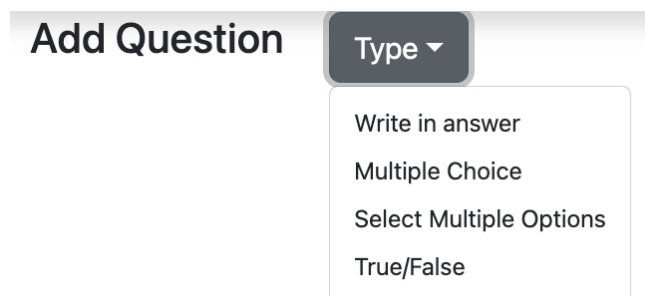 Add Question
Type
Write in answer
Multiple Choice
Select Multiple Options
True/False